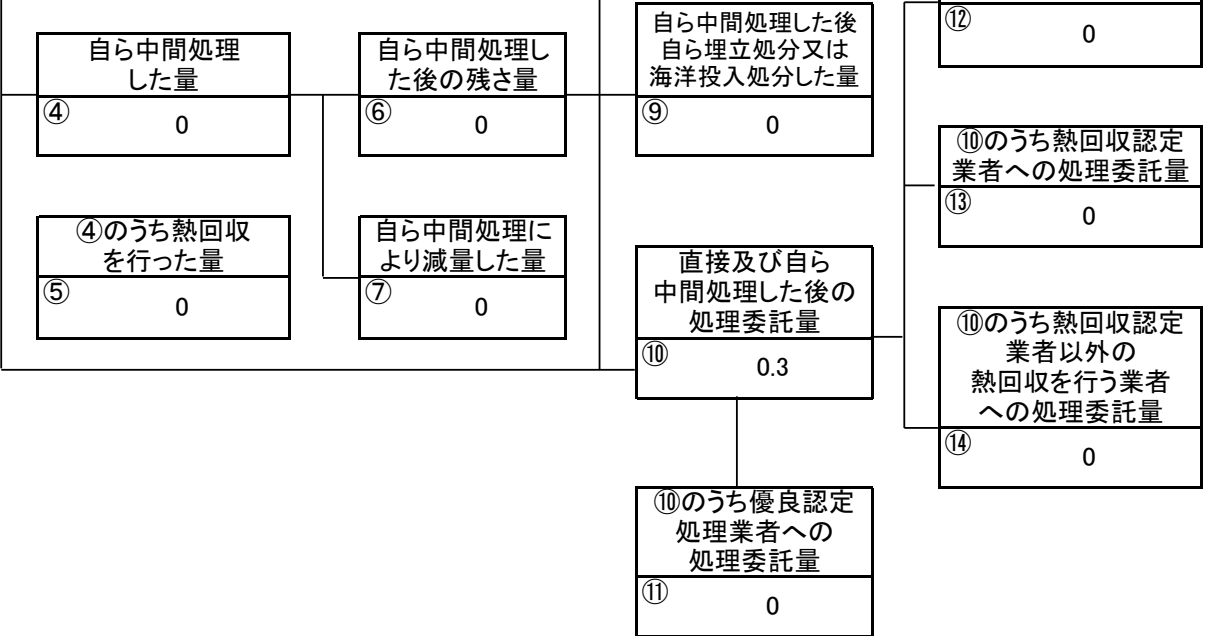 自ら中間処理
した量
④
0
自ら中間処理し
た後の残さ量
⑥
0
自ら中間処理した後
自ら埋立処分又は
海洋投入処分した量
⑨
0
⑫
0
④のうち熱回収
を行った量
⑤
0
自ら中間処理に
より減量した量
⑦
0
直接及び自ら
中間処理した後の
処理委託量
⑩
0.3
⑩のうち熱回収認定
業者への処理委託量
⑬
0
⑩のうち熱回収認定
業者以外の
熱回収を行う業者
への処理委託量
⑭
0
⑩のうち優良認定
処理業者への
処理委託量
⑪
0